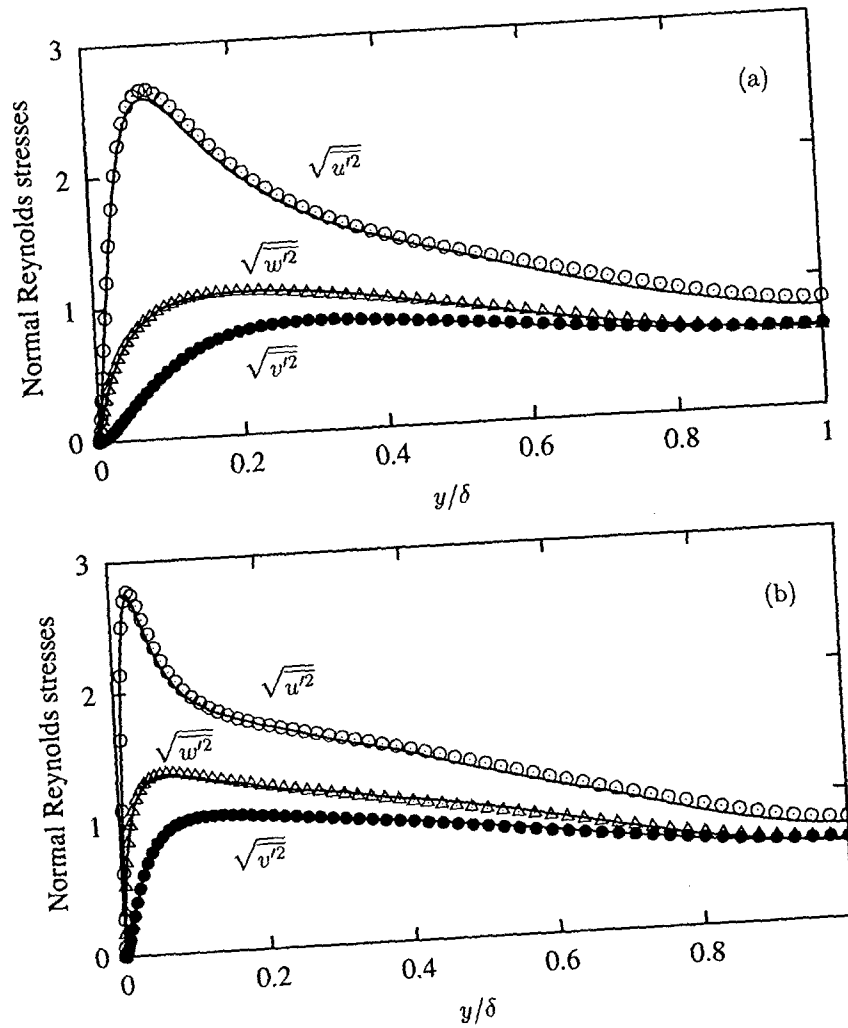 (a)
Normal Reynolds stresses
3
2
1
0
√u′²
√w′²
√v′²
0 0.2 0.4 0.6 0.8 1
y/δ
(b)
Normal Reynolds stresses
3
2
1
0
√u′²
√w′²
√v′²
0 0.2 0.4 0.6 0.8
y/δ